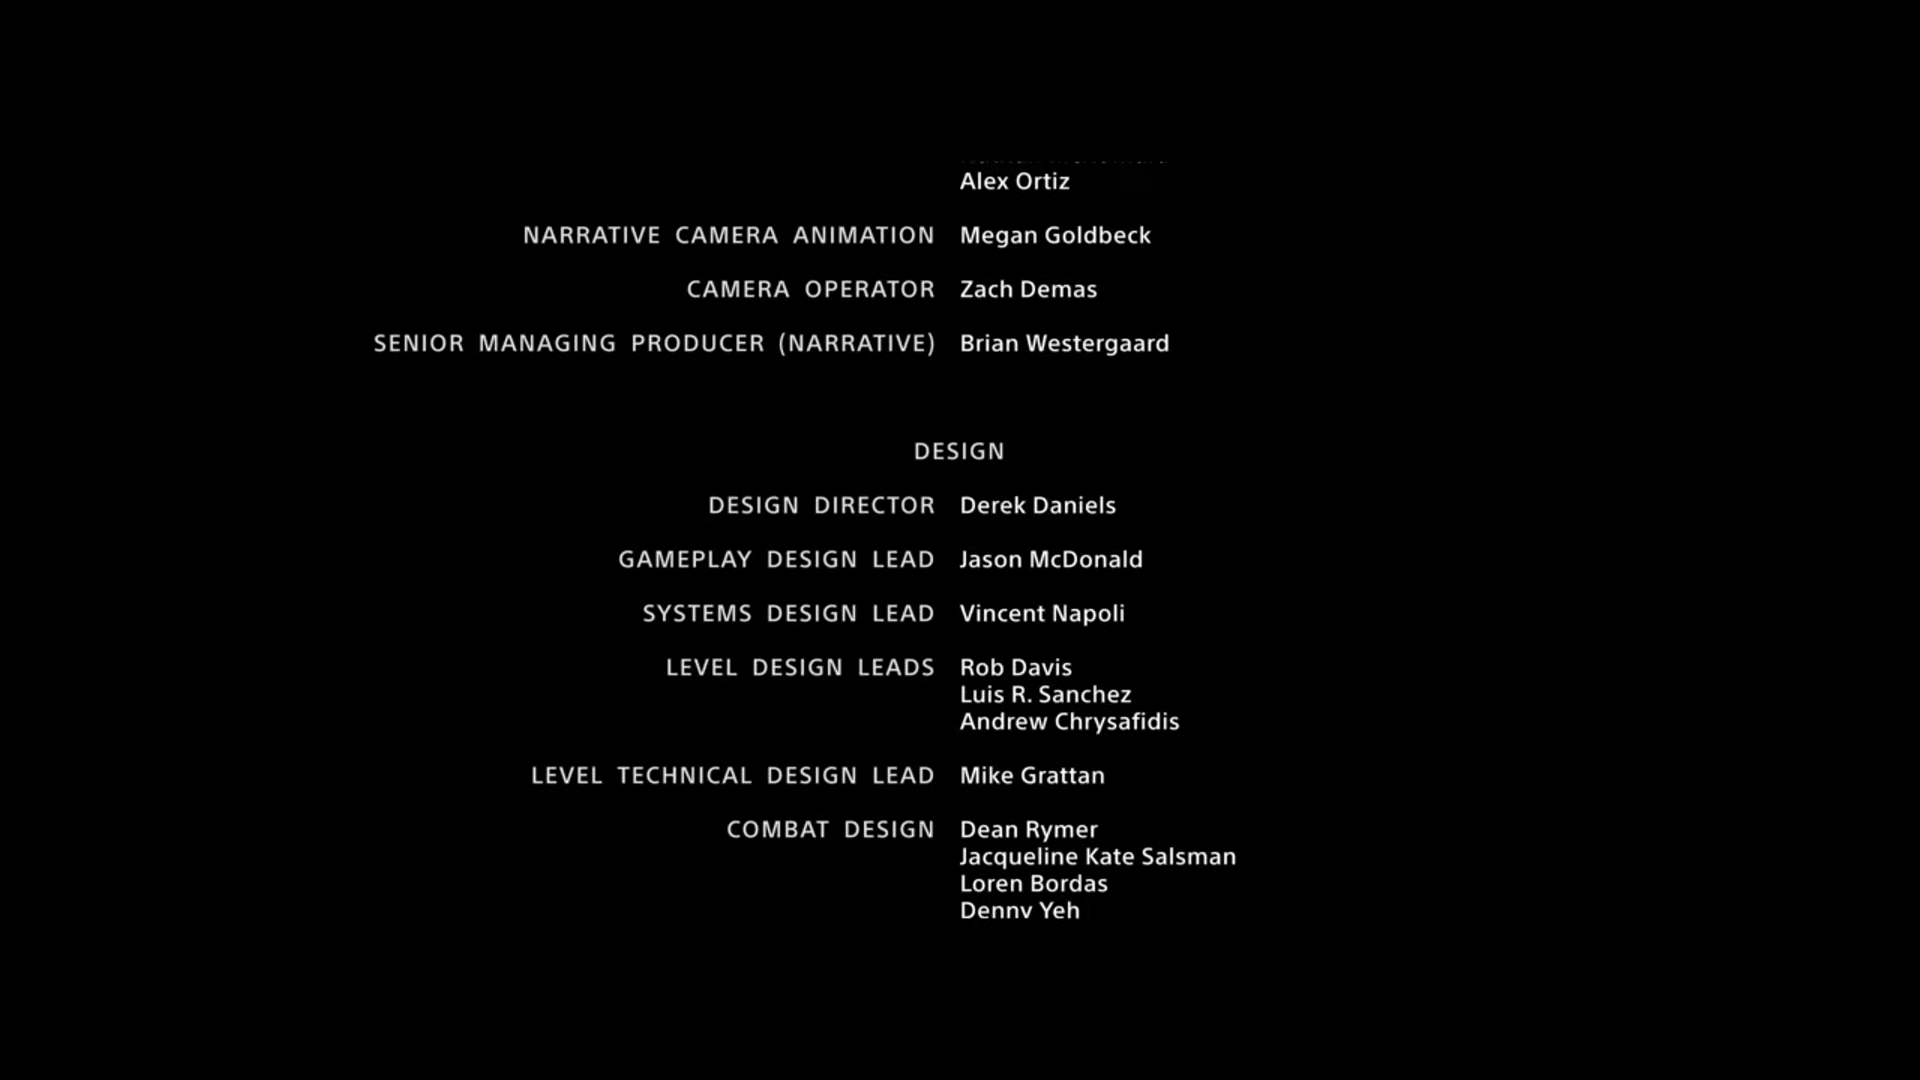 Alex Ortiz
NARRATIVE CAMERA ANIMATION Megan Goldbeck
CAMERA OPERATOR Zach Demas
SENIOR MANAGING PRODUCER (NARRATIVE) Brian Westergaard
DESIGN
DESIGN DIRECTOR Derek Daniels
GAMEPLAY DESIGN LEAD Jason McDonald
SYSTEMS DESIGN LEAD Vincent Napoli
LEVEL DESIGN LEADS Rob Davis
Luis R. Sanchez
Andrew Chrysafidis
LEVEL TECHNICAL DESIGN LEAD Mike Grattan
COMBAT DESIGN Dean Rymer
Jacqueline Kate Salsman
Loren Bordas
Denny Yeh